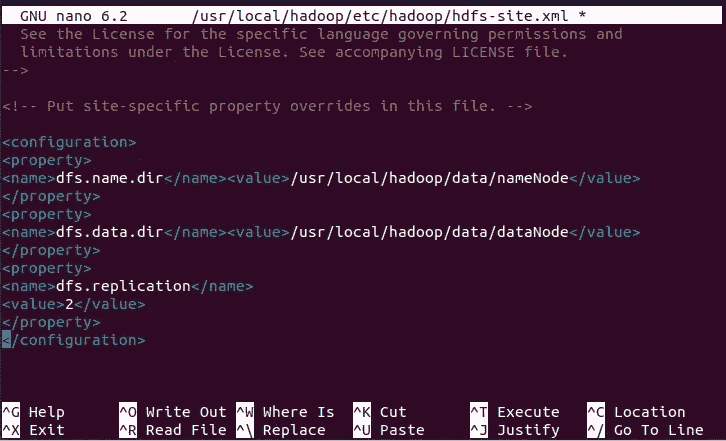 GNU nano 6.2 /usr/local/hadoop/etc/hadoop/hdfs-site.xml *
See the License for the specific language governing permissions and
limitations under the License. See accompanying LICENSE file.
-->
<!-- Put site-specific property overrides in this file. -->
<configuration>
<property>
<name>dfs.name.dir</name><value>/usr/local/hadoop/data/nameNode</value>
</property>
<property>
<name>dfs.data.dir</name><value>/usr/local/hadoop/data/dataNode</value>
</property>
<property>
<name>dfs.replication</name>
<value>2</value>
</property>
</configuration>
^G Help ^O Write Out ^W Where Is ^K Cut ^T Execute ^C Location
^X Exit ^R Read File ^\ Replace ^U Paste ^J Justify ^/ Go To Line